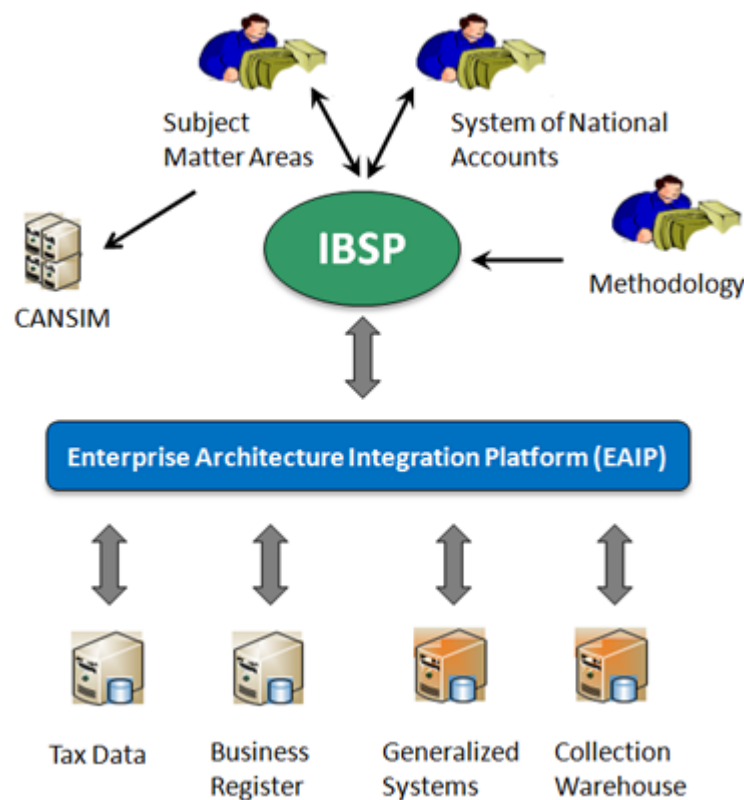 Subject
Matter Areas
System of National
Accounts
IBSP
Methodology
CANSIM
Enterprise Architecture Integration Platform (EAIP)
Tax Data
Business
Register
Generalized
Systems
Collection
Warehouse